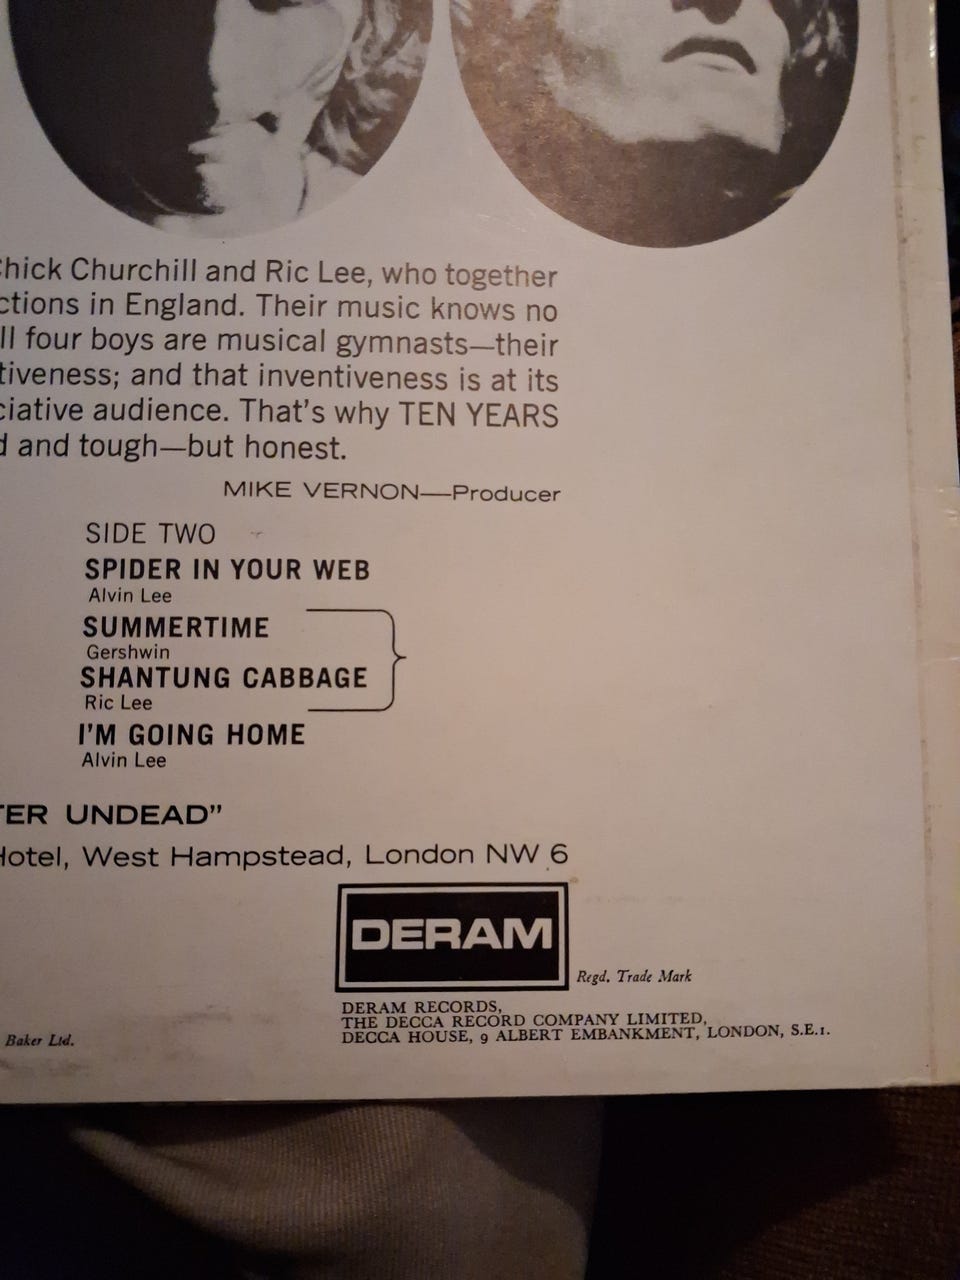 Chick Churchill and Ric Lee, who together
ctions in England. Their music knows no
ll four boys are musical gymnasts—their
tiveness; and that inventiveness is at its
ciative audience. That's why TEN YEARS
d and tough—but honest.
MIKE VERNON—Producer
SIDE TWO
SPIDER IN YOUR WEB
Alvin Lee
SUMMERTIME
Gershwin
SHANTUNG CABBAGE
Ric Lee
I'M GOING HOME
Alvin Lee
TER UNDEAD”
Hotel, West Hampstead, London NW 6
DERAM
Regd. Trade Mark
DERAM RECORDS,
THE DECCA RECORD COMPANY LIMITED,
DECCA HOUSE, 9 ALBERT EMBANKMENT, LONDON, S.E.1.
Baker Ltd.